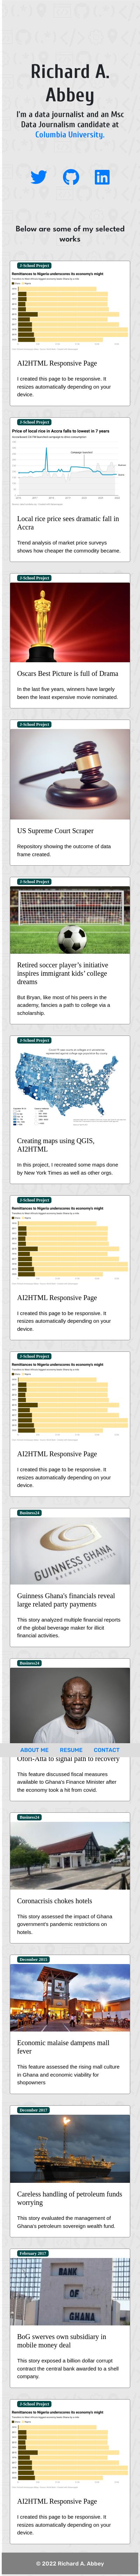 Richard A.
Abbey
I'm a data journalist and an Msc
Data Journalism candidate at
Columbia University.
Below are some of my selected
works
J-School Project
Remittances to Nigeria underscores its economy's might
AI2HTML Responsive Page
I created this page to be responsive. It
resizes automatically depending on your
device.
J-School Project
Price of local rice in Accra falls to lowest in 7 years
Local rice price sees dramatic fall in
Accra
Trend analysis of market price surveys
shows how cheaper the commodity became.
J-School Project
Oscars Best Picture is full of Drama
In the last five years, winners have largely
been the least expensive movie nominated.
J-School Project
US Supreme Court Scraper
Repository showing the outcome of data
frame created.
J-School Project
Retired soccer player's initiative
inspires immigrant kids' college
dreams
But Bryan, like most of his peers in the
academy, fancies a path to college via a
scholarship.
J-School Project
Creating maps using QGIS,
AI2HTML
In this project, I recreated some maps done
by New York Times as well as other orgs.
J-School Project
Remittances to Nigeria underscores its economy's might
AI2HTML Responsive Page
I created this page to be responsive. It
resizes automatically depending on your
device.
J-School Project
Remittances to Nigeria underscores its economy's might
AI2HTML Responsive Page
I created this page to be responsive. It
resizes automatically depending on your
device.
Business24
GUINNESS GHANA
Guinness Ghana's financials reveal
large related party payments
This story analyzed multiple financial reports
of the global beverage maker for illicit
financial activities.
Business24
ABOUT ME RESUME CONTACT
Ofori-Atta to signal path to recovery
This feature discussed fiscal measures
available to Ghana's Finance Minister after
the economy took a hit from covid.
Business24
Coronacrisis chokes hotels
This story assessed the impact of Ghana
government's pandemic restrictions on
hotels.
December 2022
Economic malaise dampens mall
fever
This feature assessed the rising mall culture
in Ghana and economic viability for
shopowners
December 2027
Careless handling of petroleum funds
worrying
This story evaluated the management of
Ghana's petroleum sovereign wealth fund.
February 2017
BANK
OF
GHANA
BoG swerves own subsidiary in
mobile money deal
This story exposed a billion dollar corrupt
contract the central bank awarded to a shell
company.
J-School Project
Remittances to Nigeria underscores its economy's might
AI2HTML Responsive Page
I created this page to be responsive. It
resizes automatically depending on your
device.
© 2022 Richard A. Abbey